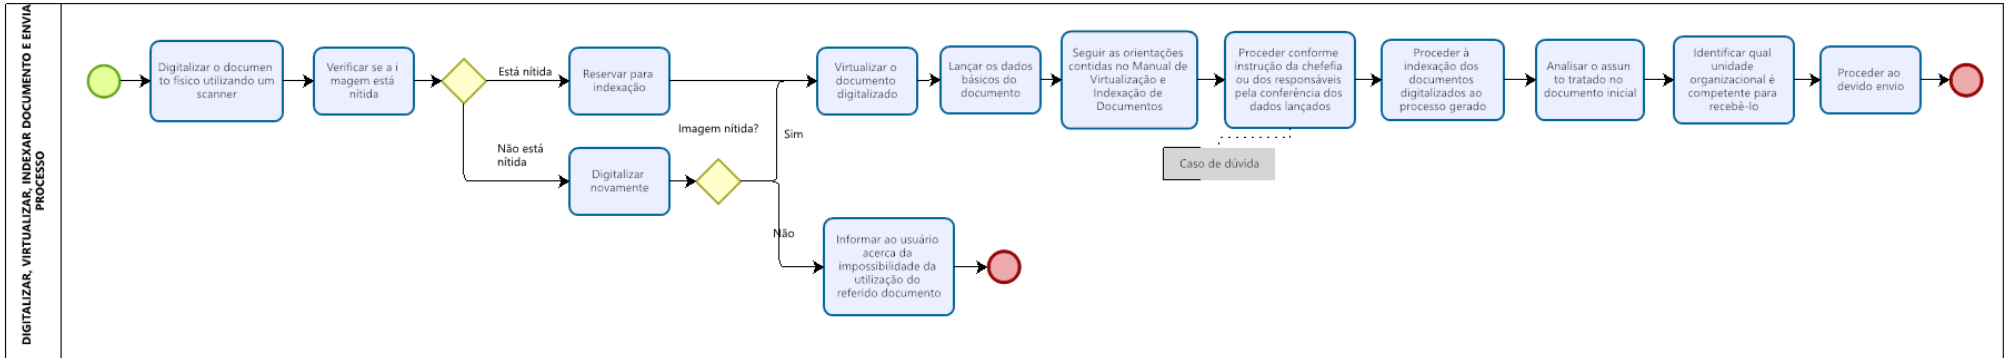 DIGITALIZAR, VIRTUALIZAR, INDEXAR DOCUMENTO E ENVIA
PROCESSO
Digitalizar o documen
to físico utilizando um
scanner
Verificar se a i
magem está
nítida
Está nítida
Não está
nítida
Reservar para
indexação
Digitalizar
novamente
Imagem nítida?
Sim
Não
Informar ao usuário
acerca da
impossibilidade da
utilização do
referido documento
Virtualizar o
documento
digitalizado
Lançar os dados
básicos do
documento
Seguir as orientações
contidas no Manual de
Virtualização e
Indexação de
Documentos
Proceder conforme
instrução da chefefia
ou dos responsáveis
pela conferência dos
dados lançados
Caso de dúvida
Proceder à
indexação dos
documentos
digitalizados ao
processo gerado
Analisar o assun
to tratado no
documento inicial
Identificar qual
unidade
organizacional é
competente para
recebê-lo
Proceder ao
devido envio